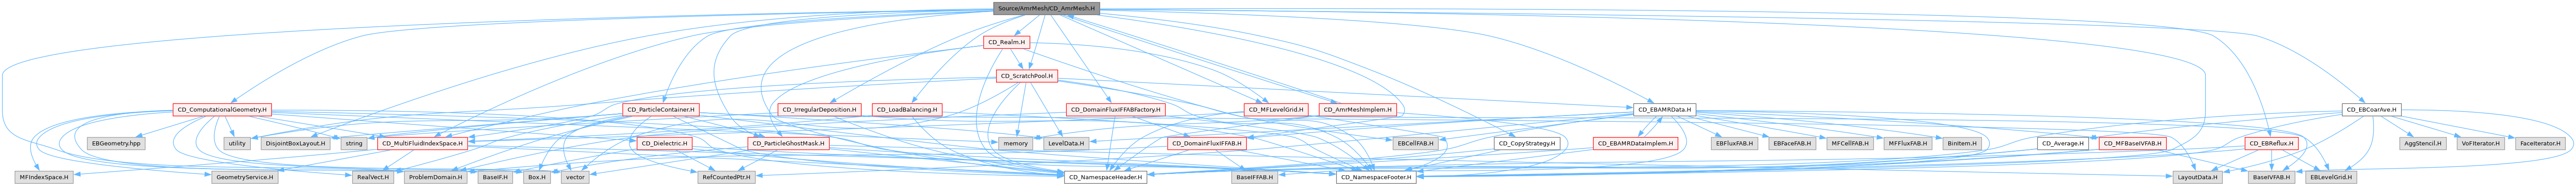 Source/AmrMesh/CD_AmrMesh.H
CD_Realm.H
CD_ScratchPool.H
CD_ComputationalGeometry.H
CD_ParticleContainer.H
CD_IrregularDeposition.H
CD_LoadBalancing.H
CD_DomainFluxIFFABFactory.H
CD_MFLevelGrid.H
CD_AmrMeshImplem.H
CD_EBAMRData.H
CD_EBCoarAve.H
EBGeometry.hpp
utility
DisjointBoxLayout.H
string
CD_MultiFluidIndexSpace.H
CD_Dielectric.H
CD_ParticleGhostMask.H
memory
LevelData.H
EBCellFAB.H
CD_DomainFluxIFFAB.H
CD_CopyStrategy.H
CD_EBAMRDataImplem.H
EBFluxFAB.H
EBFaceFAB.H
MFCellFAB.H
MFFluxFAB.H
BinItem.H
CD_Average.H
CD_MFBaseIVFAB.H
CD_EBReflux.H
AggStencil.H
VoFIterator.H
FaceIterator.H
MFIndexSpace.H
GeometryService.H
RealVect.H
ProblemDomain.H
BaseIF.H
Box.H
vector
RefCountedPtr.H
CD_NamespaceHeader.H
BaseIFFAB.H
CD_NamespaceFooter.H
LayoutData.H
BaseIVFAB.H
EBLevelGrid.H